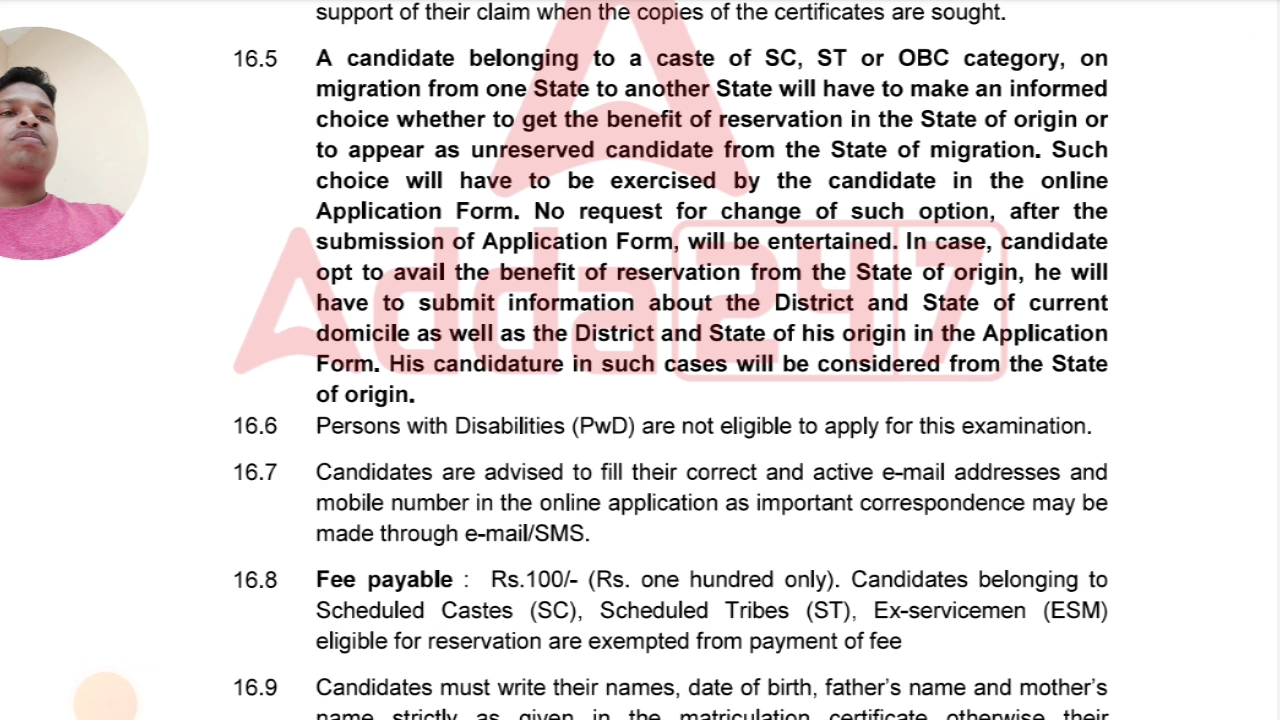 support of their claim when the copies of the certificates are sought.
16.5 A candidate belonging to a caste of SC, ST or OBC category, on
migration from one State to another State will have to make an informed
choice whether to get the benefit of reservation in the State of origin or
to appear as unreserved candidate from the State of migration. Such
choice will have to be exercised by the candidate in the online
Application Form. No request for change of such option, after the
submission of Application Form, will be entertained. In case, candidate
opt to avail the benefit of reservation from the State of origin, he will
have to submit information about the District and State of current
domicile as well as the District and State of his origin in the Application
Form. His candidature in such cases will be considered from the State
of origin.
Adda247
16.6 Persons with Disabilities (PwD) are not eligible to apply for this examination.
16.7 Candidates are advised to fill their correct and active e-mail addresses and
mobile number in the online application as important correspondence may be
made through e-mail/SMS.
16.8 Fee payable : Rs.100/- (Rs. one hundred only). Candidates belonging to
Scheduled Castes (SC), Scheduled Tribes (ST), Ex-servicemen (ESM)
eligible for reservation are exempted from payment of fee
16.9 Candidates must write their names, date of birth, father's name and mother's
name strictly as given in the matriculation certificate otherwise their